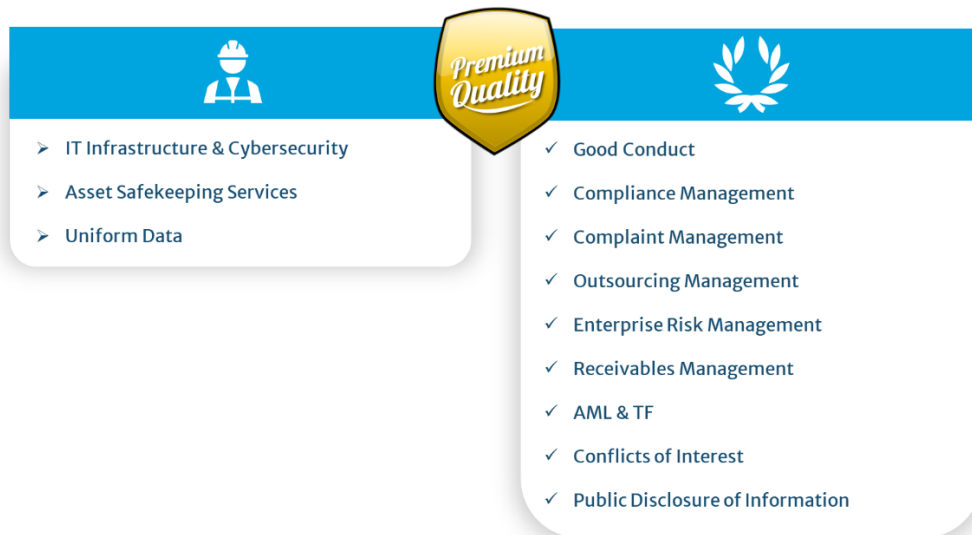 Premium
Quality
IT Infrastructure & Cybersecurity
Asset Safekeeping Services
Uniform Data
Good Conduct
Compliance Management
Complaint Management
Outsourcing Management
Enterprise Risk Management
Receivables Management
AML & TF
Conflicts of Interest
Public Disclosure of Information